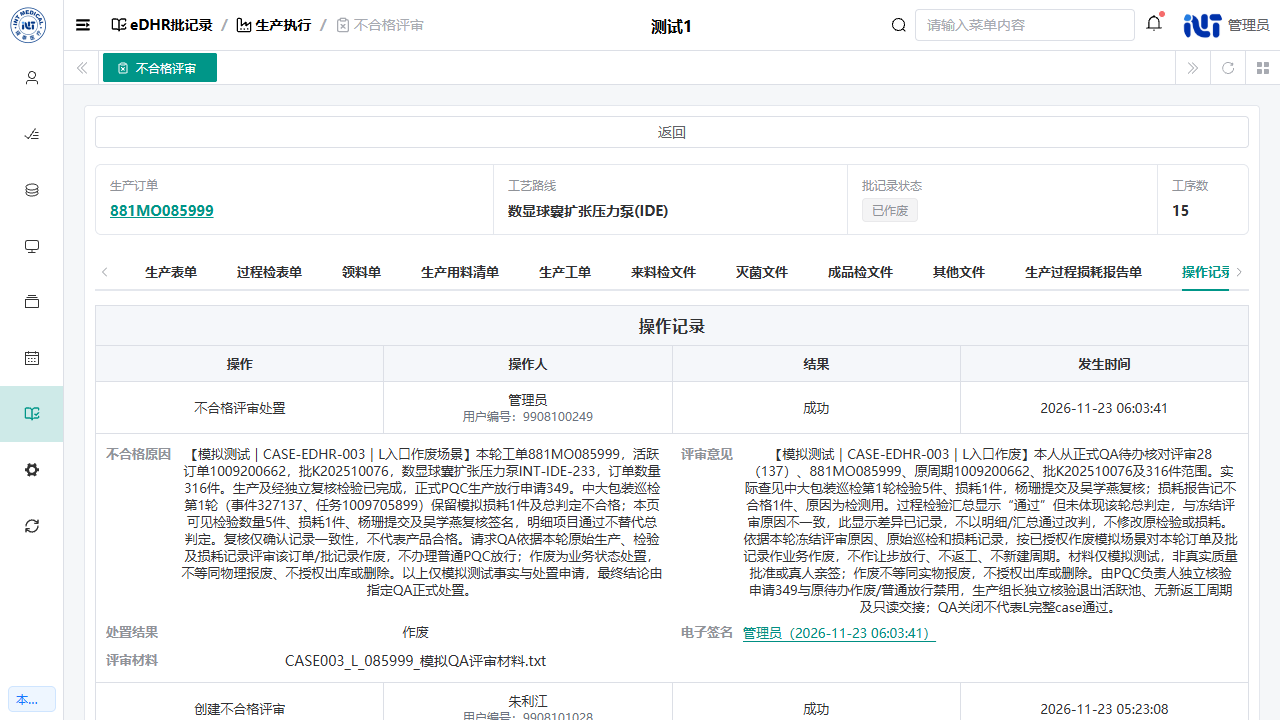 eDHR批记录 / 生产执行 / 不合格评审
测试1
请输入菜单内容
管理员
不合格评审
返回
生产订单
881MO085999
工艺路线
数显球囊扩张压力泵(IDE)
批记录状态
已作废
工序数
15
生产表单 过程检表单 领料单 生产用料清单 生产工单 来料检文件 灭菌文件 成品检文件 其他文件 生产过程损耗报告单 操作记录
操作记录
操作 操作人 结果 发生时间
不合格评审处置
管理员
用户编号：9908100249
成功
2026-11-23 06:03:41
不合格原因
【模拟测试｜CASE-EDHR-003｜L入口作废场景】本轮工单881MO085999，活跃
订单1009200662，批K202510076，数显球囊扩张压力泵INT-IDE-233，订单数量
316件。生产及经独立复核检验已完成，正式PQC生产放行申请349。中大包装巡检
第1轮（事件327137、任务1009705899）保留模拟损耗1件及总判定不合格；本页
可见检验数量5件、损耗1件、杨珊提交及吴学燕复核签名，明细项目通过不替代总
判定。复核仅确认记录一致性，不代表产品合格。请求QA依据本轮原始生产、检验
及损耗记录评审该订单/批记录作废，不办理普通PQC放行；作废为业务状态处置，
不等同物理报废、不授权出库或删除。以上仅模拟测试事实与处置申请，最终结论由
指定QA正式处置。
评审意见
【模拟测试｜CASE-EDHR-003｜L入口作废】本人从正式QA待办核对评审28
（137）、881MO085999、原周期1009200662、批K202510076及316件范围。实
际查见中大包装巡检第1轮检验5件、损耗1件，杨珊提交及吴学燕复核；损耗报告记不
合格1件、原因为检测用。过程检验汇总显示“通过”但未体现该轮总判定，与冻结评
审原因不一致，此显示差异已记录，不以明细/汇总通过改判，不修改原检验或损耗。
依据本轮冻结评审原因、原始巡检和损耗记录，按已授权作废模拟场景对本轮订单及批
记录作业务作废，不作让步放行、不返工、不新建周期。材料仅模拟测试，非真实质量
批准或真人亲签；作废不等同实物报废，不授权出库或删除。由PQC负责人独立核验
申请349与原待办作废/普通放行禁用，生产组长独立核验退出活跃池、无新返工周期
及只读交接；QA关闭不代表L完整case通过。
处置结果
作废
电子签名
管理员（2026-11-23 06:03:41）
评审材料
CASE003_L_085999_模拟QA评审材料.txt
创建不合格评审
朱利江
用户编号：9908101028
成功
2026-11-23 05:23:08
本...